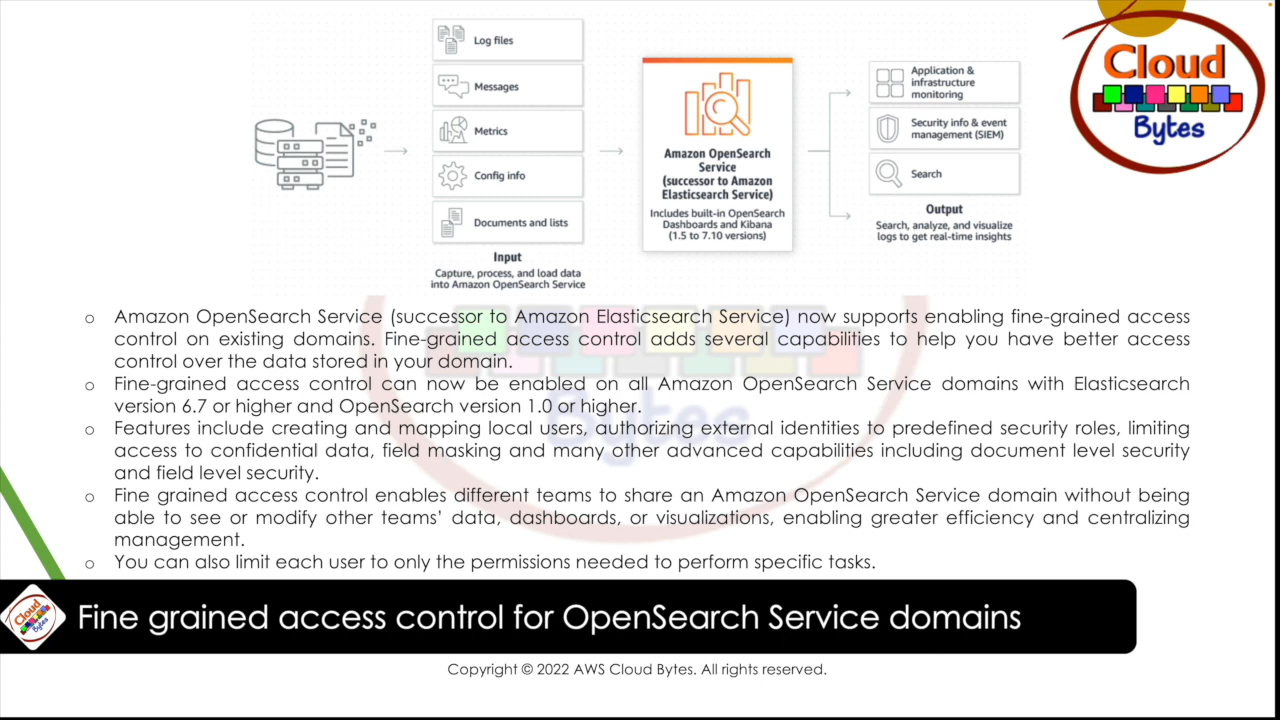 Log files
Messages
Metrics
Config info
Documents and lists
Input
Capture, process, and load data
into Amazon OpenSearch Service
Amazon OpenSearch
Service
(successor to Amazon
Elasticsearch Service)
Includes built-in OpenSearch
Dashboards and Kibana
(1.5 to 7.10 versions)
Application &
infrastructure
monitoring
Security info & event
management (SIEM)
Search
Output
Search, analyze, and visualize
logs to get real-time insights
Cloud
Bytes
o Amazon OpenSearch Service (successor to Amazon Elasticsearch Service) now supports enabling fine-grained access
control on existing domains. Fine-grained access control adds several capabilities to help you have better access
control over the data stored in your domain.
o Fine-grained access control can now be enabled on all Amazon OpenSearch Service domains with Elasticsearch
version 6.7 or higher and OpenSearch version 1.0 or higher.
o Features include creating and mapping local users, authorizing external identities to predefined security roles, limiting
access to confidential data, field masking and many other advanced capabilities including document level security
and field level security.
o Fine grained access control enables different teams to share an Amazon OpenSearch Service domain without being
able to see or modify other teams’ data, dashboards, or visualizations, enabling greater efficiency and centralizing
management.
o You can also limit each user to only the permissions needed to perform specific tasks.
Bytes
Cloud
Bytes
Fine grained access control for OpenSearch Service domains
Copyright © 2022 AWS Cloud Bytes. All rights reserved.